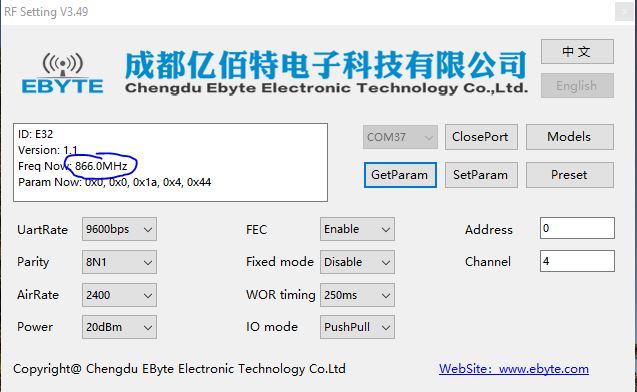 RF Setting V3.49
EBYTE
成都亿佰特电子科技有限公司
Chengdu Ebyte Electronic Technology Co.,Ltd.
中 文
English
ID: E32
Version: 1.1
Freq Now: 866.0MHz
Param Now: 0x0, 0x0, 0x1a, 0x4, 0x44
COM37 ClosePort Models
GetParam SetParam Preset
UartRate 9600bps FEC Enable Address 0
Parity 8N1 Fixed mode Disable Channel 4
AirRate 2400 WOR timing 250ms
Power 20dBm IO mode PushPull
Copyright@ Chengdu EByte Electronic Technology Co.Ltd WebSite: www.ebyte.com